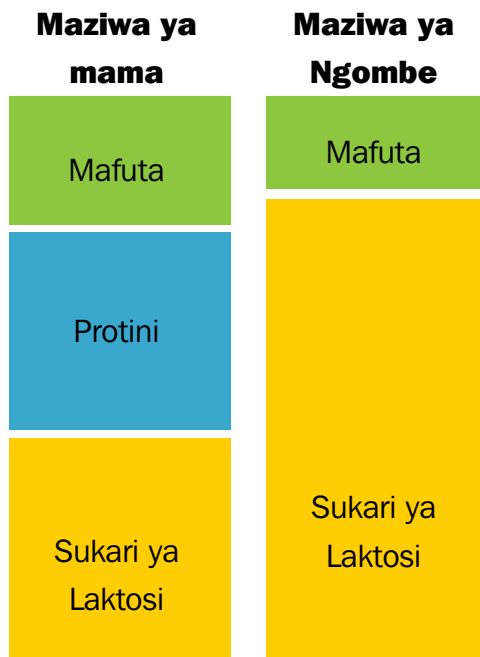 Maziwa ya
mama
Mafuta
Protini
Sukari ya
Laktosi
Maziwa ya
Ngombe
Mafuta
Sukari ya
Laktosi